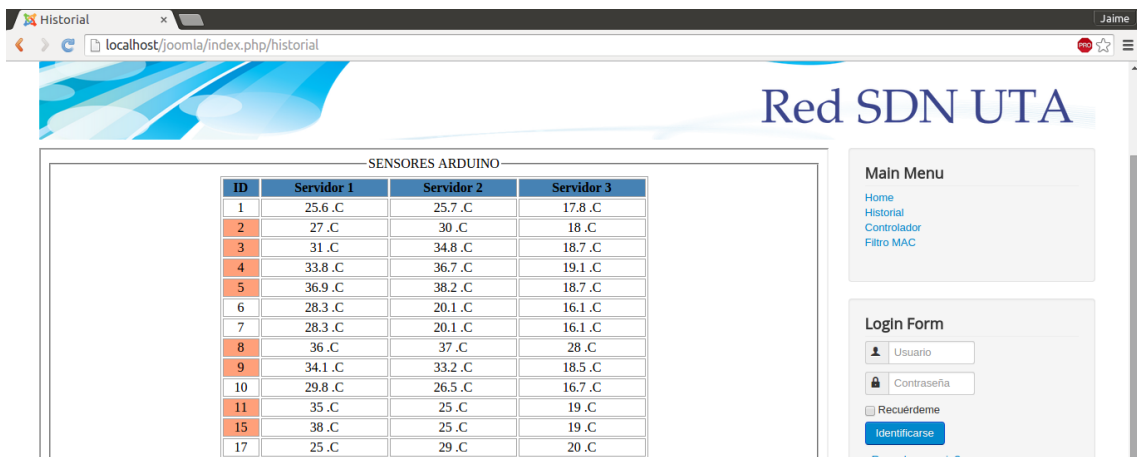 Historial
Jaime
localhost/joomla/index.php/historial
PRO
Red SDN UTA
SENSORES ARDUINO
ID Servidor 1 Servidor 2 Servidor 3
1 25.6 .C 25.7 .C 17.8 .C
2 27 .C 30 .C 18 .C
3 31 .C 34.8 .C 18.7 .C
4 33.8 .C 36.7 .C 19.1 .C
5 36.9 .C 38.2 .C 18.7 .C
6 28.3 .C 20.1 .C 16.1 .C
7 28.3 .C 20.1 .C 16.1 .C
8 36 .C 37 .C 28 .C
9 34.1 .C 33.2 .C 18.5 .C
10 29.8 .C 26.5 .C 16.7 .C
11 35 .C 25 .C 19 .C
15 38 .C 25 .C 19 .C
17 25 .C 29 .C 20 .C
Main Menu
Home
Historial
Controlador
Filtro MAC
Login Form
Usuario
Contraseña
Recuérdeme
Identificarse